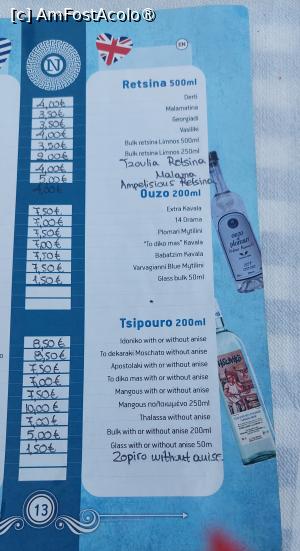 [c] AmFostAcolo®
N
EN
Retsina 500ml
4,00€ Derti
3,50€ Malamatina
3,50€ Georgiadi
4,00€ Vasiliki
3,50€ Bulk retsina Limnos 500ml
2,00€ Bulk retsina Limnos 250ml
4,00€ Tzoulia Retsina
5,00€ Malama
4,00€ Ampelisious Retsina
Ouzo 200ml
7,50€ Extra Kavala
7,00€ 14 Drama
7,50€ Plomari Mytilini
7,00€ "To diko mas" Kavala
7,50€ Babatzim Kavala
7,50€ Varvagianni Blue Mytilini
1,50€ Glass bulk 50ml
Tsipouro 200ml
8,50€ Idoniko with or without anise
8,50€ To dekaraki Moschato without anise
7,50€ Apostolaki with or without anise
7,00€ To diko mas with or without anise
7,50€ Mangous with or without anise
10,00€ Mangous παλαιωμένο 250ml
7,00€ Thalassa without anise
5,00€ Bulk with or without anise 200ml
1,50€ Glass with or without anise 50m
Zopiro without anise.
13